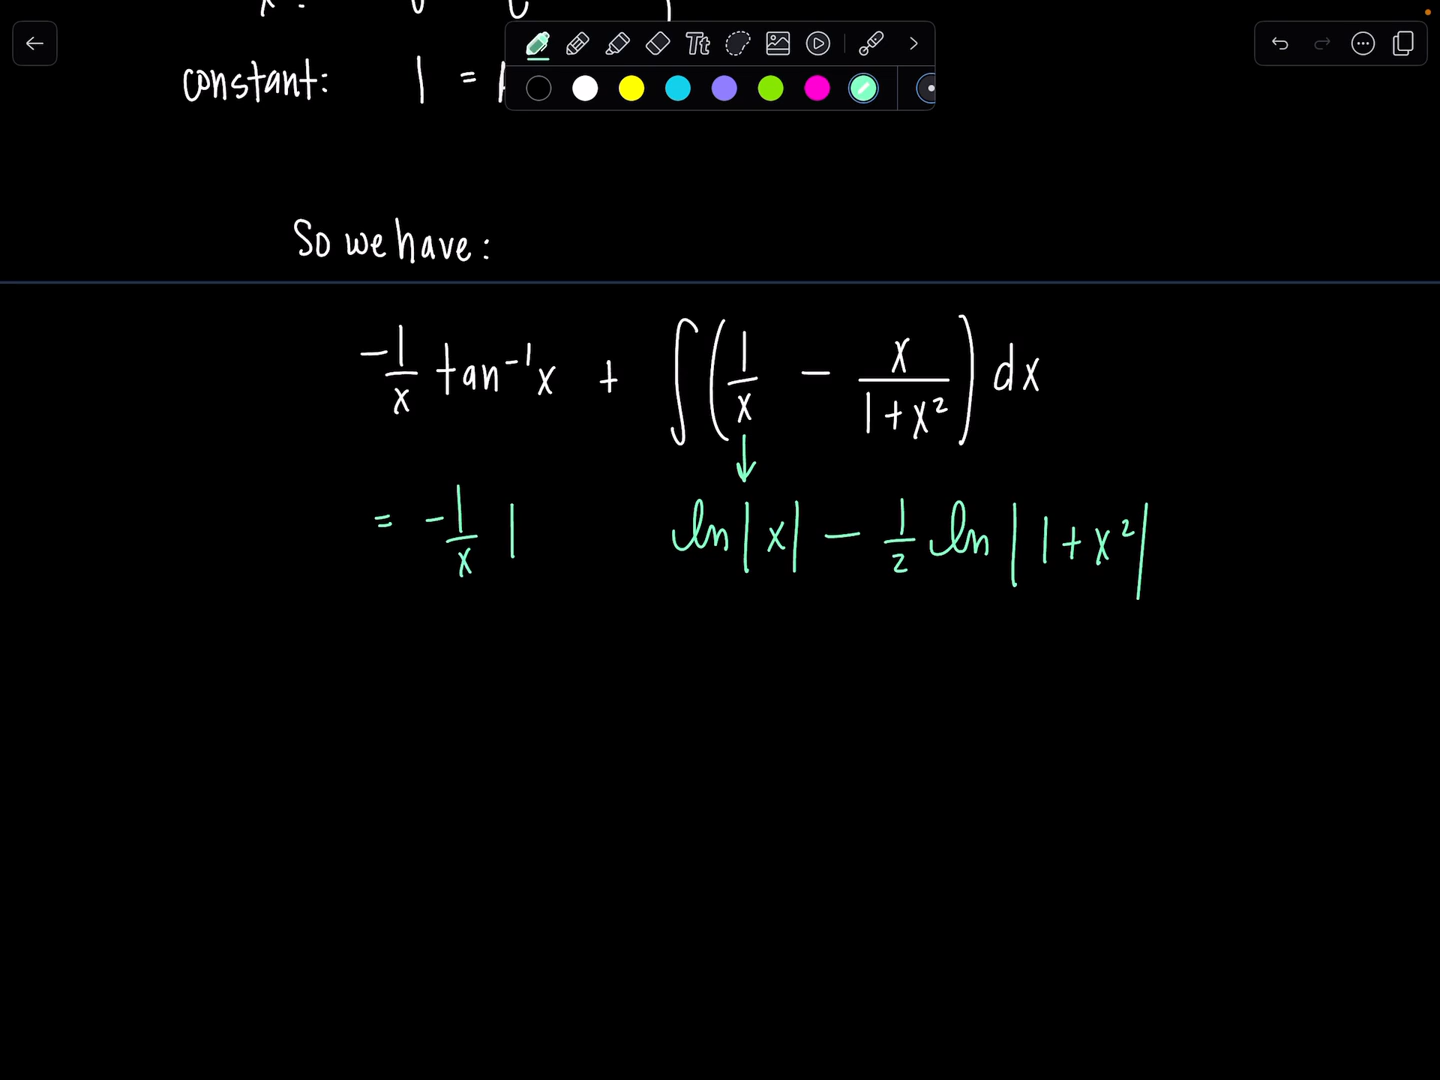 constant: 1 =
Tt
So we have:
-1/x tan⁻¹x + ∫(1/x - x/(1+x²)) dx
= -1/x | ln|x| - 1/2 ln|1+x²|